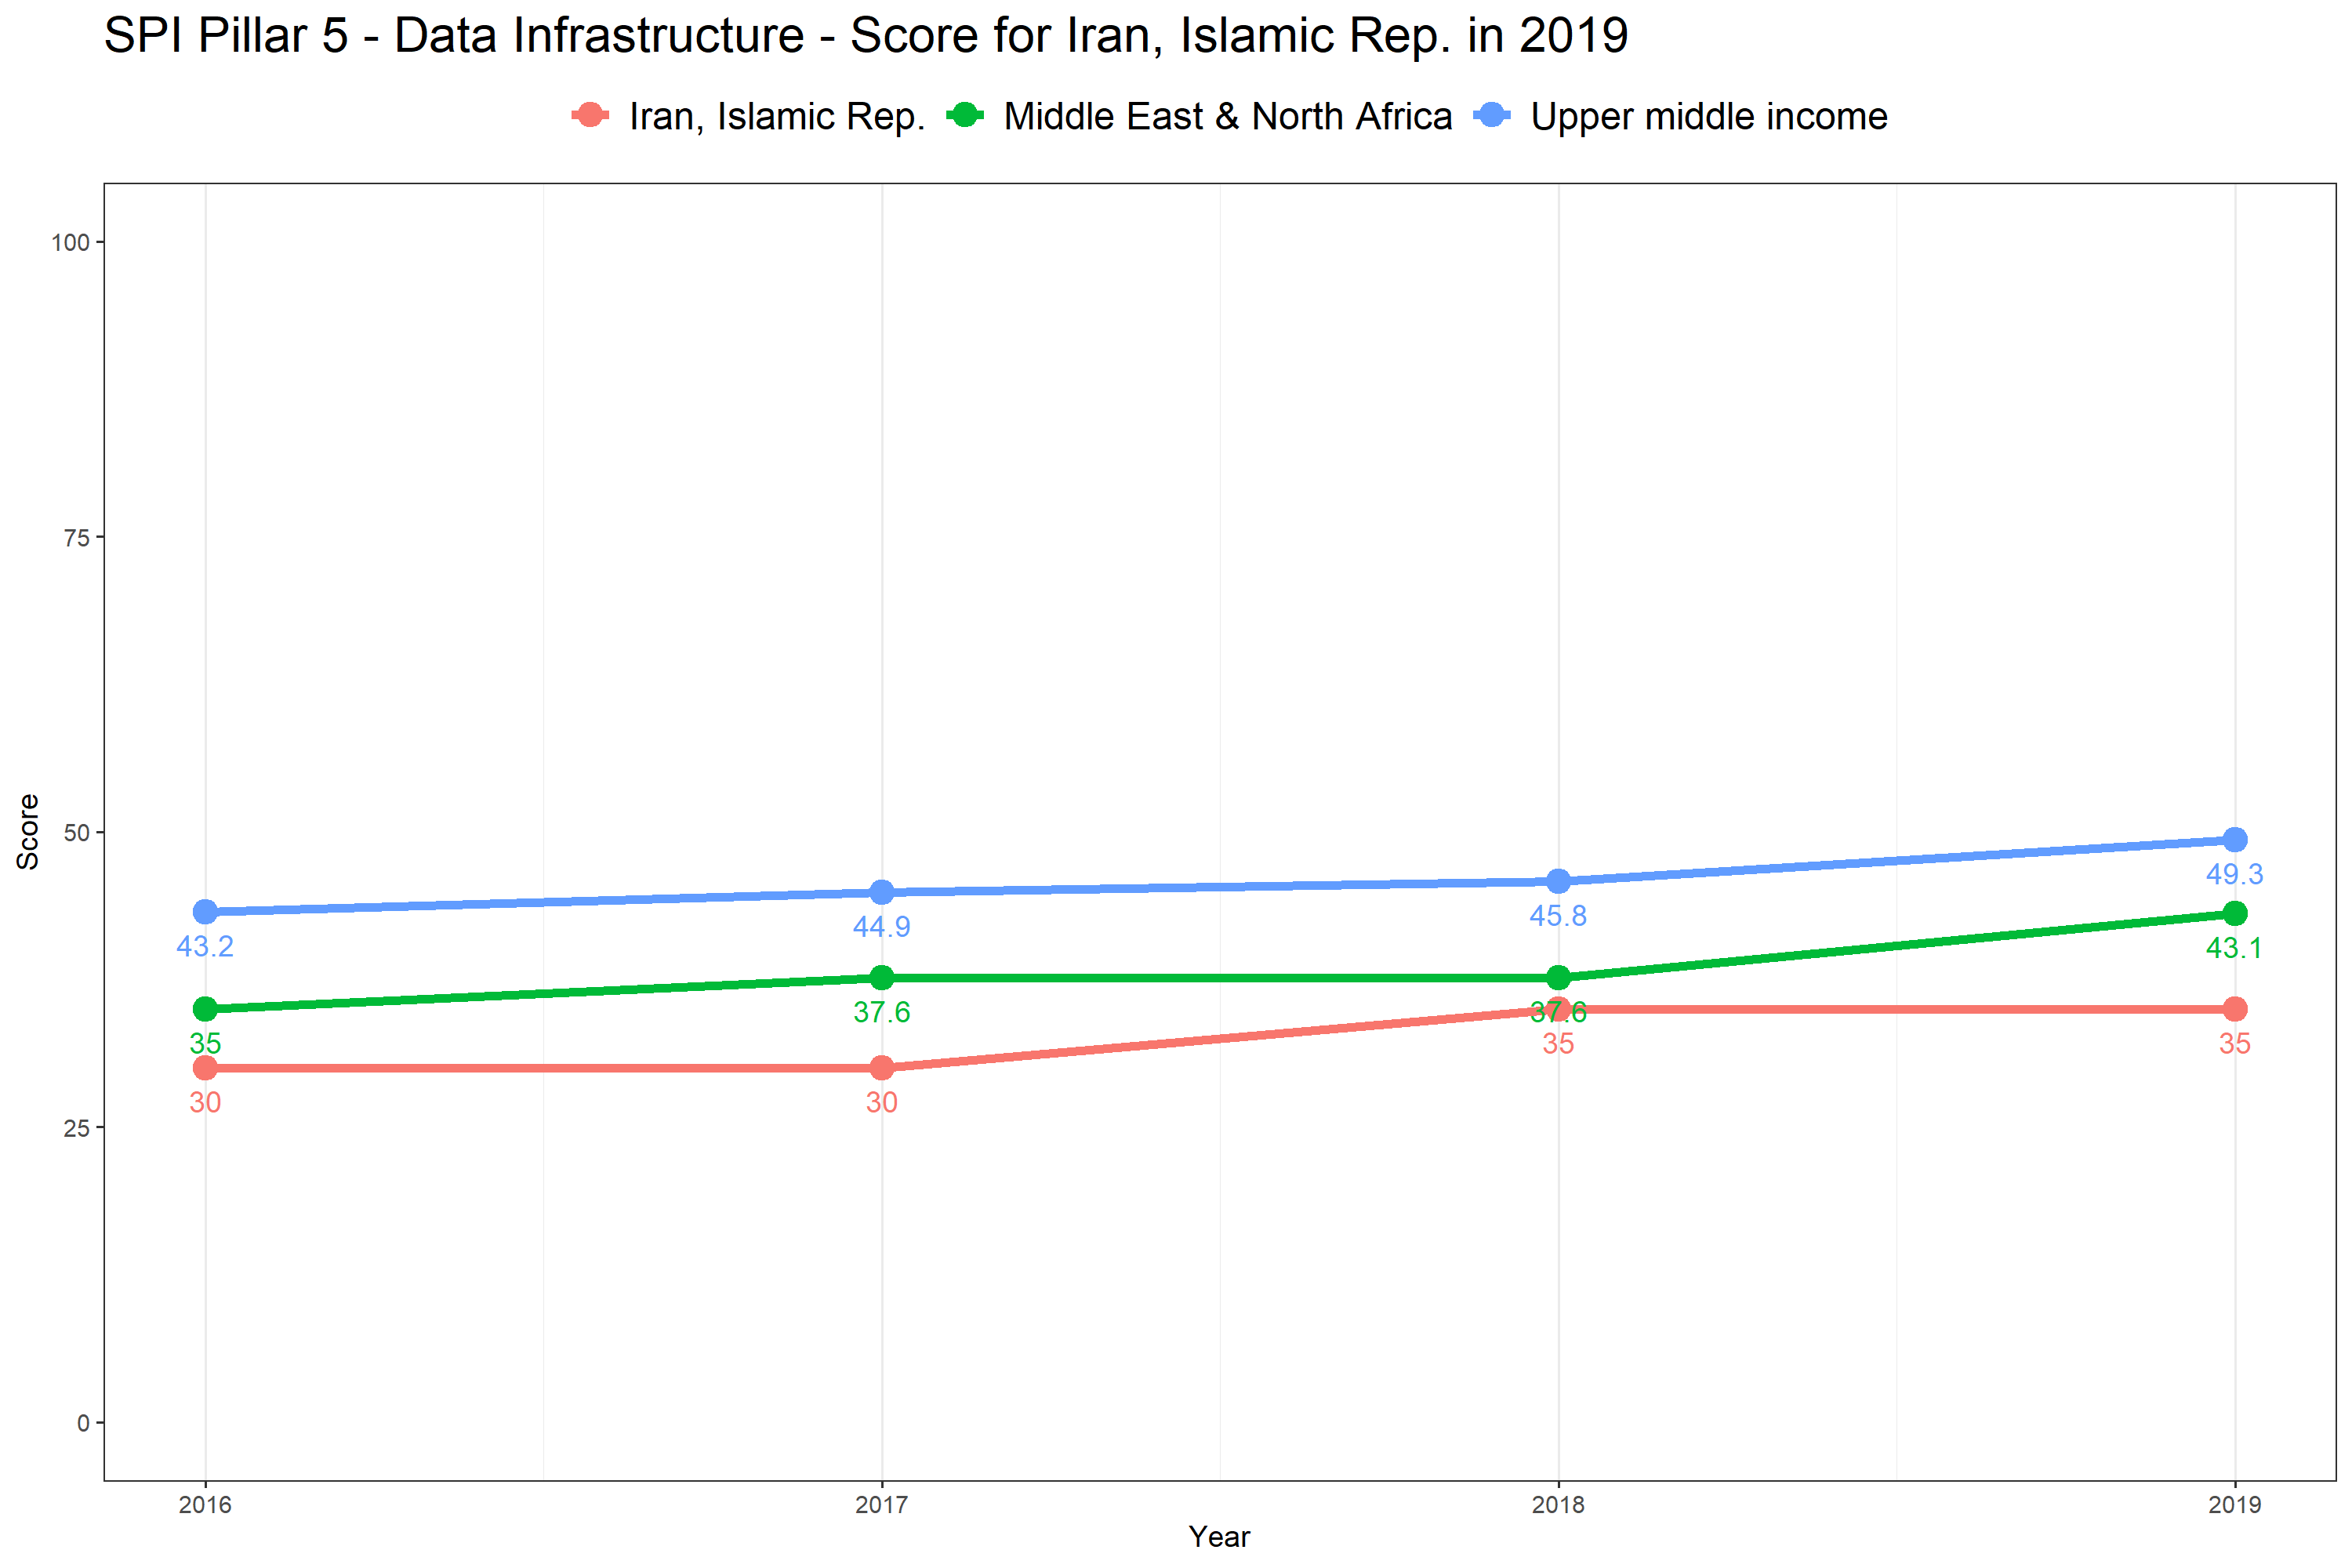 SPI Pillar 5 - Data Infrastructure - Score for Iran, Islamic Rep. in 2019
Iran, Islamic Rep. Middle East & North Africa Upper middle income
100
75
50
25
0
Score
43.2 44.9 45.8 49.3
35 37.6 37.6 43.1
30 30 35 35
2016 2017 2018 2019
Year